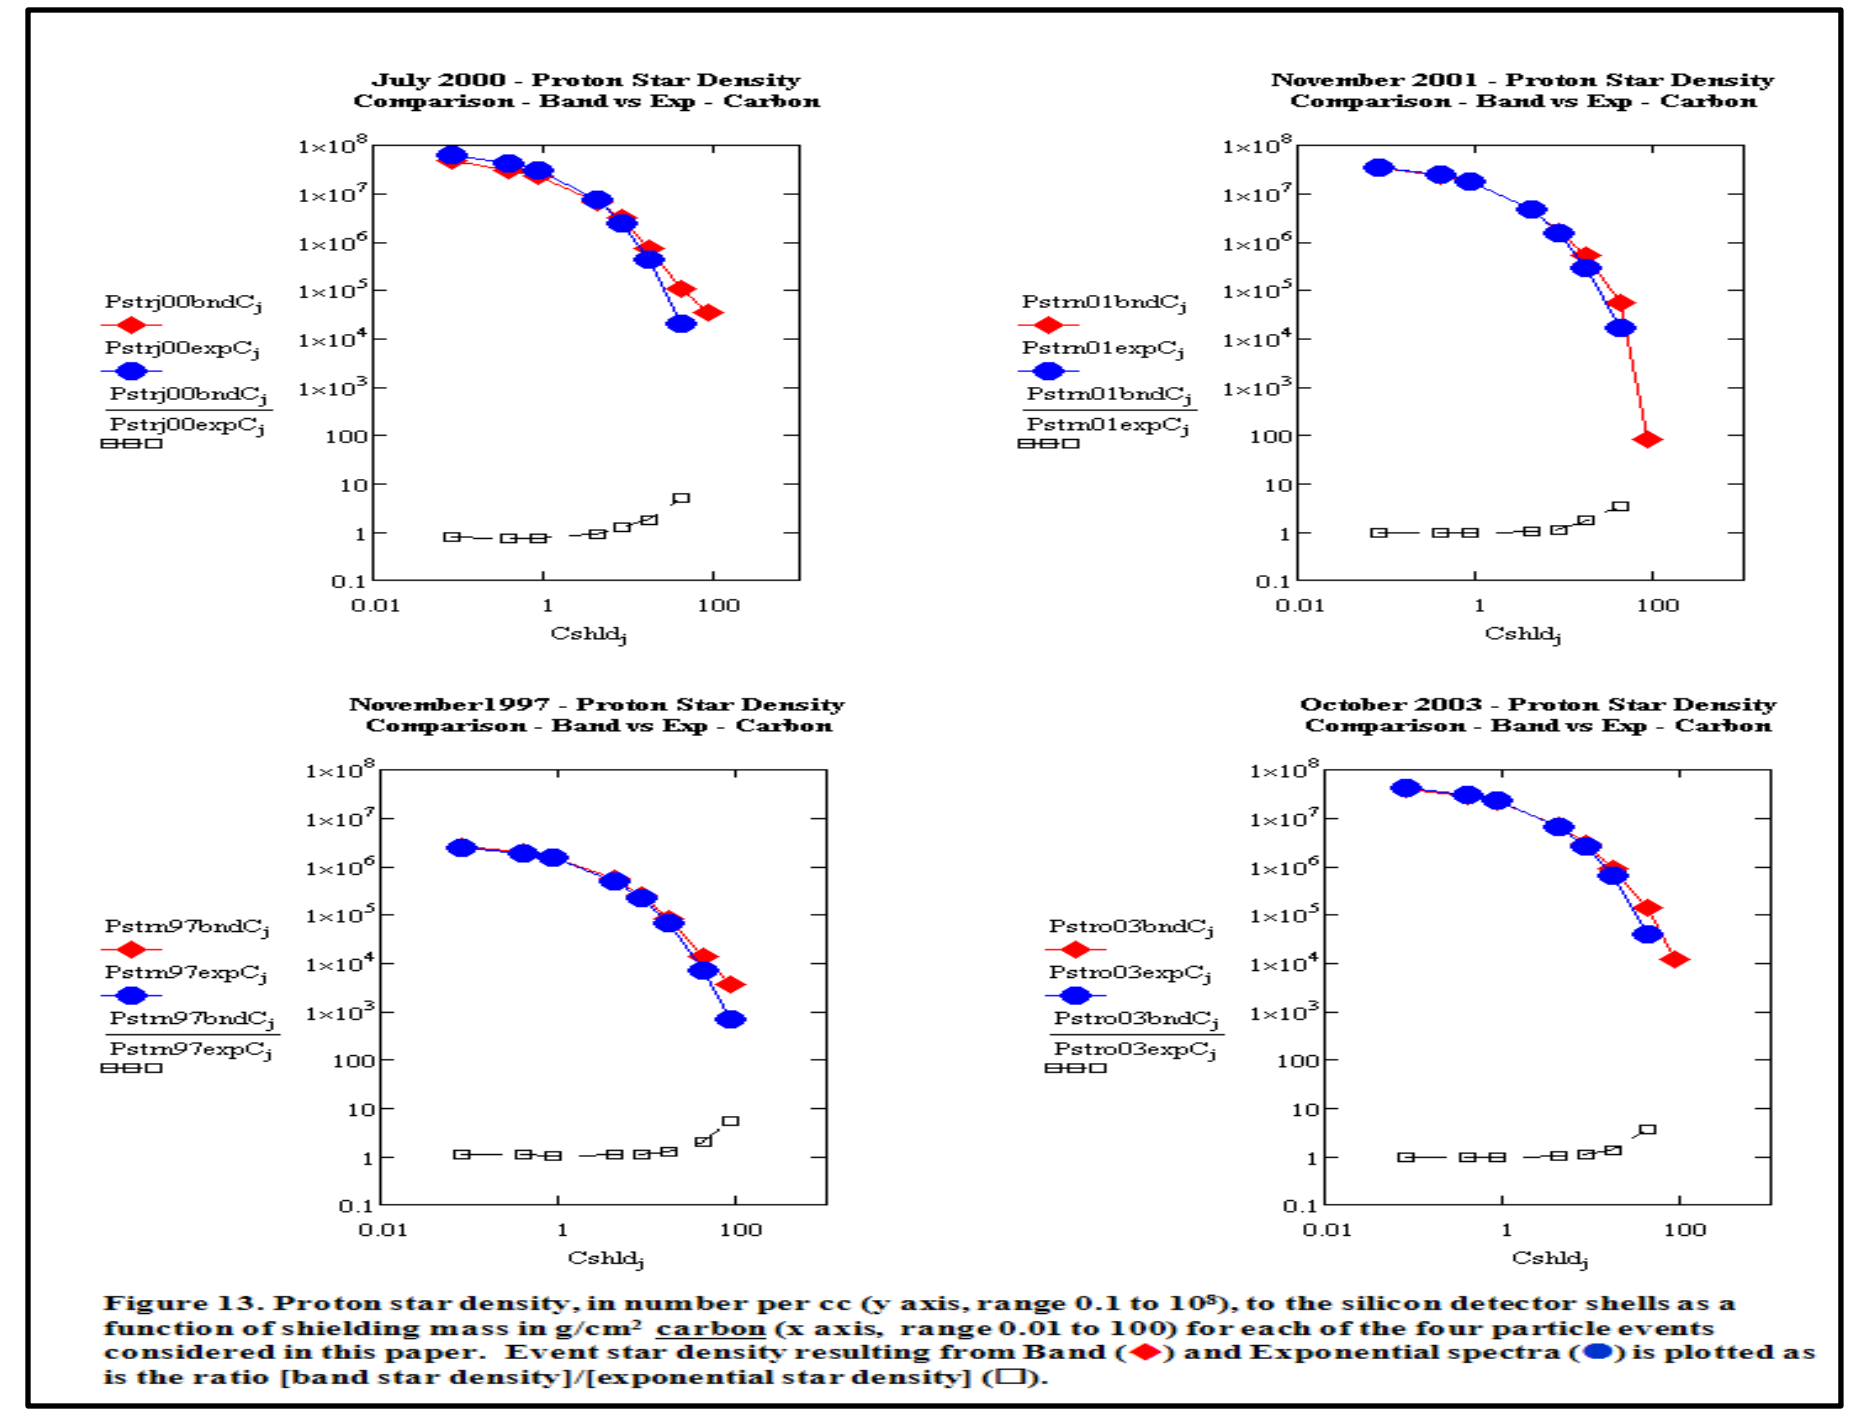 July 2000 - Proton Star Density
Comparison - Band vs Exp - Carbon
1×10⁸
1×10⁷
1×10⁶
1×10⁵
1×10⁴
1×10³
100
10
1
0.1
0.01
1
100
Cshldⱼ
Pstrj00bndCⱼ
Pstrj00expCⱼ
Pstrj00bndCⱼ
Pstrj00expCⱼ
November 2001 - Proton Star Density
Comparison - Band vs Exp - Carbon
1×10⁸
1×10⁷
1×10⁶
1×10⁵
1×10⁴
1×10³
100
10
1
0.1
0.01
1
100
Cshldⱼ
Pstrn01bndCⱼ
Pstrn01expCⱼ
Pstrn01bndCⱼ
Pstrn01expCⱼ
November1997 - Proton Star Density
Comparison - Band vs Exp - Carbon
1×10⁸
1×10⁷
1×10⁶
1×10⁵
1×10⁴
1×10³
100
10
1
0.1
0.01
1
100
Cshldⱼ
Pstrn97bndCⱼ
Pstrn97expCⱼ
Pstrn97bndCⱼ
Pstrn97expCⱼ
October 2003 - Proton Star Density
Comparison - Band vs Exp - Carbon
1×10⁸
1×10⁷
1×10⁶
1×10⁵
1×10⁴
1×10³
100
10
1
0.1
0.01
1
100
Cshldⱼ
Pstro03bndCⱼ
Pstro03expCⱼ
Pstro03bndCⱼ
Pstro03expCⱼ
Figure 13. Proton star density, in number per cc (y axis, range 0.1 to 10⁸), to the silicon detector shells as a
function of shielding mass in g/cm² carbon (x axis, range 0.01 to 100) for each of the four particle events
considered in this paper. Event star density resulting from Band (◆) and Exponential spectra (●) is plotted as
is the ratio [band star density]/[exponential star density] (□).